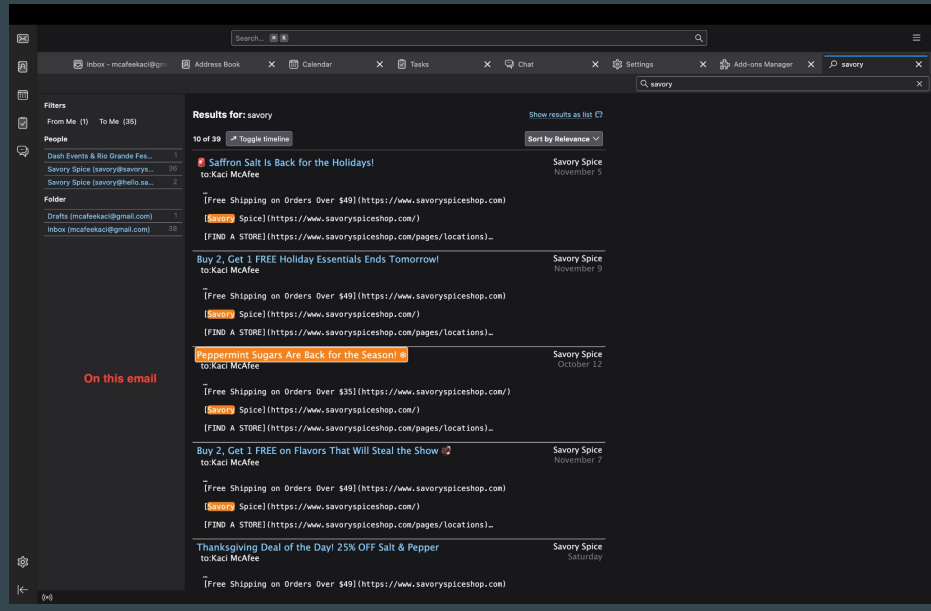 Search... ⌘ K
Inbox - mcafeekaci@gm
Address Book
Calendar
Tasks
Chat
Settings
Add-ons Manager
savory
savory
Filters
From Me (1) To Me (35)
People
Dash Events & Rio Grande Fes... 1
Savory Spice (savory@savorys... 36
Savory Spice (savory@hello.sa... 2
Folder
Drafts (mcafeekaci@gmail.com) 1
Inbox (mcafeekaci@gmail.com) 38
On this email
Results for: savory
Show results as list
10 of 39 Toggle timeline
Sort by Relevance
🚨 Saffron Salt Is Back for the Holidays! Savory Spice
to:Kaci McAfee November 5
…
[Free Shipping on Orders Over $49](https://www.savoryspiceshop.com)
[Savory Spice](https://www.savoryspiceshop.com/)
[FIND A STORE](https://www.savoryspiceshop.com/pages/locations)…
Buy 2, Get 1 FREE Holiday Essentials Ends Tomorrow! Savory Spice
to:Kaci McAfee November 9
…
[Free Shipping on Orders Over $49](https://www.savoryspiceshop.com)
[Savory Spice](https://www.savoryspiceshop.com/)
[FIND A STORE](https://www.savoryspiceshop.com/pages/locations)…
Peppermint Sugars Are Back for the Season! ❄ Savory Spice
to:Kaci McAfee October 12
…
[Free Shipping on Orders Over $35](https://www.savoryspiceshop.com/)
[Savory Spice](https://www.savoryspiceshop.com/)
[FIND A STORE](https://www.savoryspiceshop.com/pages/locations)…
Buy 2, Get 1 FREE on Flavors That Will Steal the Show Savory Spice
to:Kaci McAfee November 7
…
[Free Shipping on Orders Over $49](https://www.savoryspiceshop.com)
[Savory Spice](https://www.savoryspiceshop.com/)
[FIND A STORE](https://www.savoryspiceshop.com/pages/locations)…
Thanksgiving Deal of the Day! 25% OFF Salt & Pepper Savory Spice
to:Kaci McAfee Saturday
…
[Free Shipping on Orders Over $49](https://www.savoryspiceshop.com)